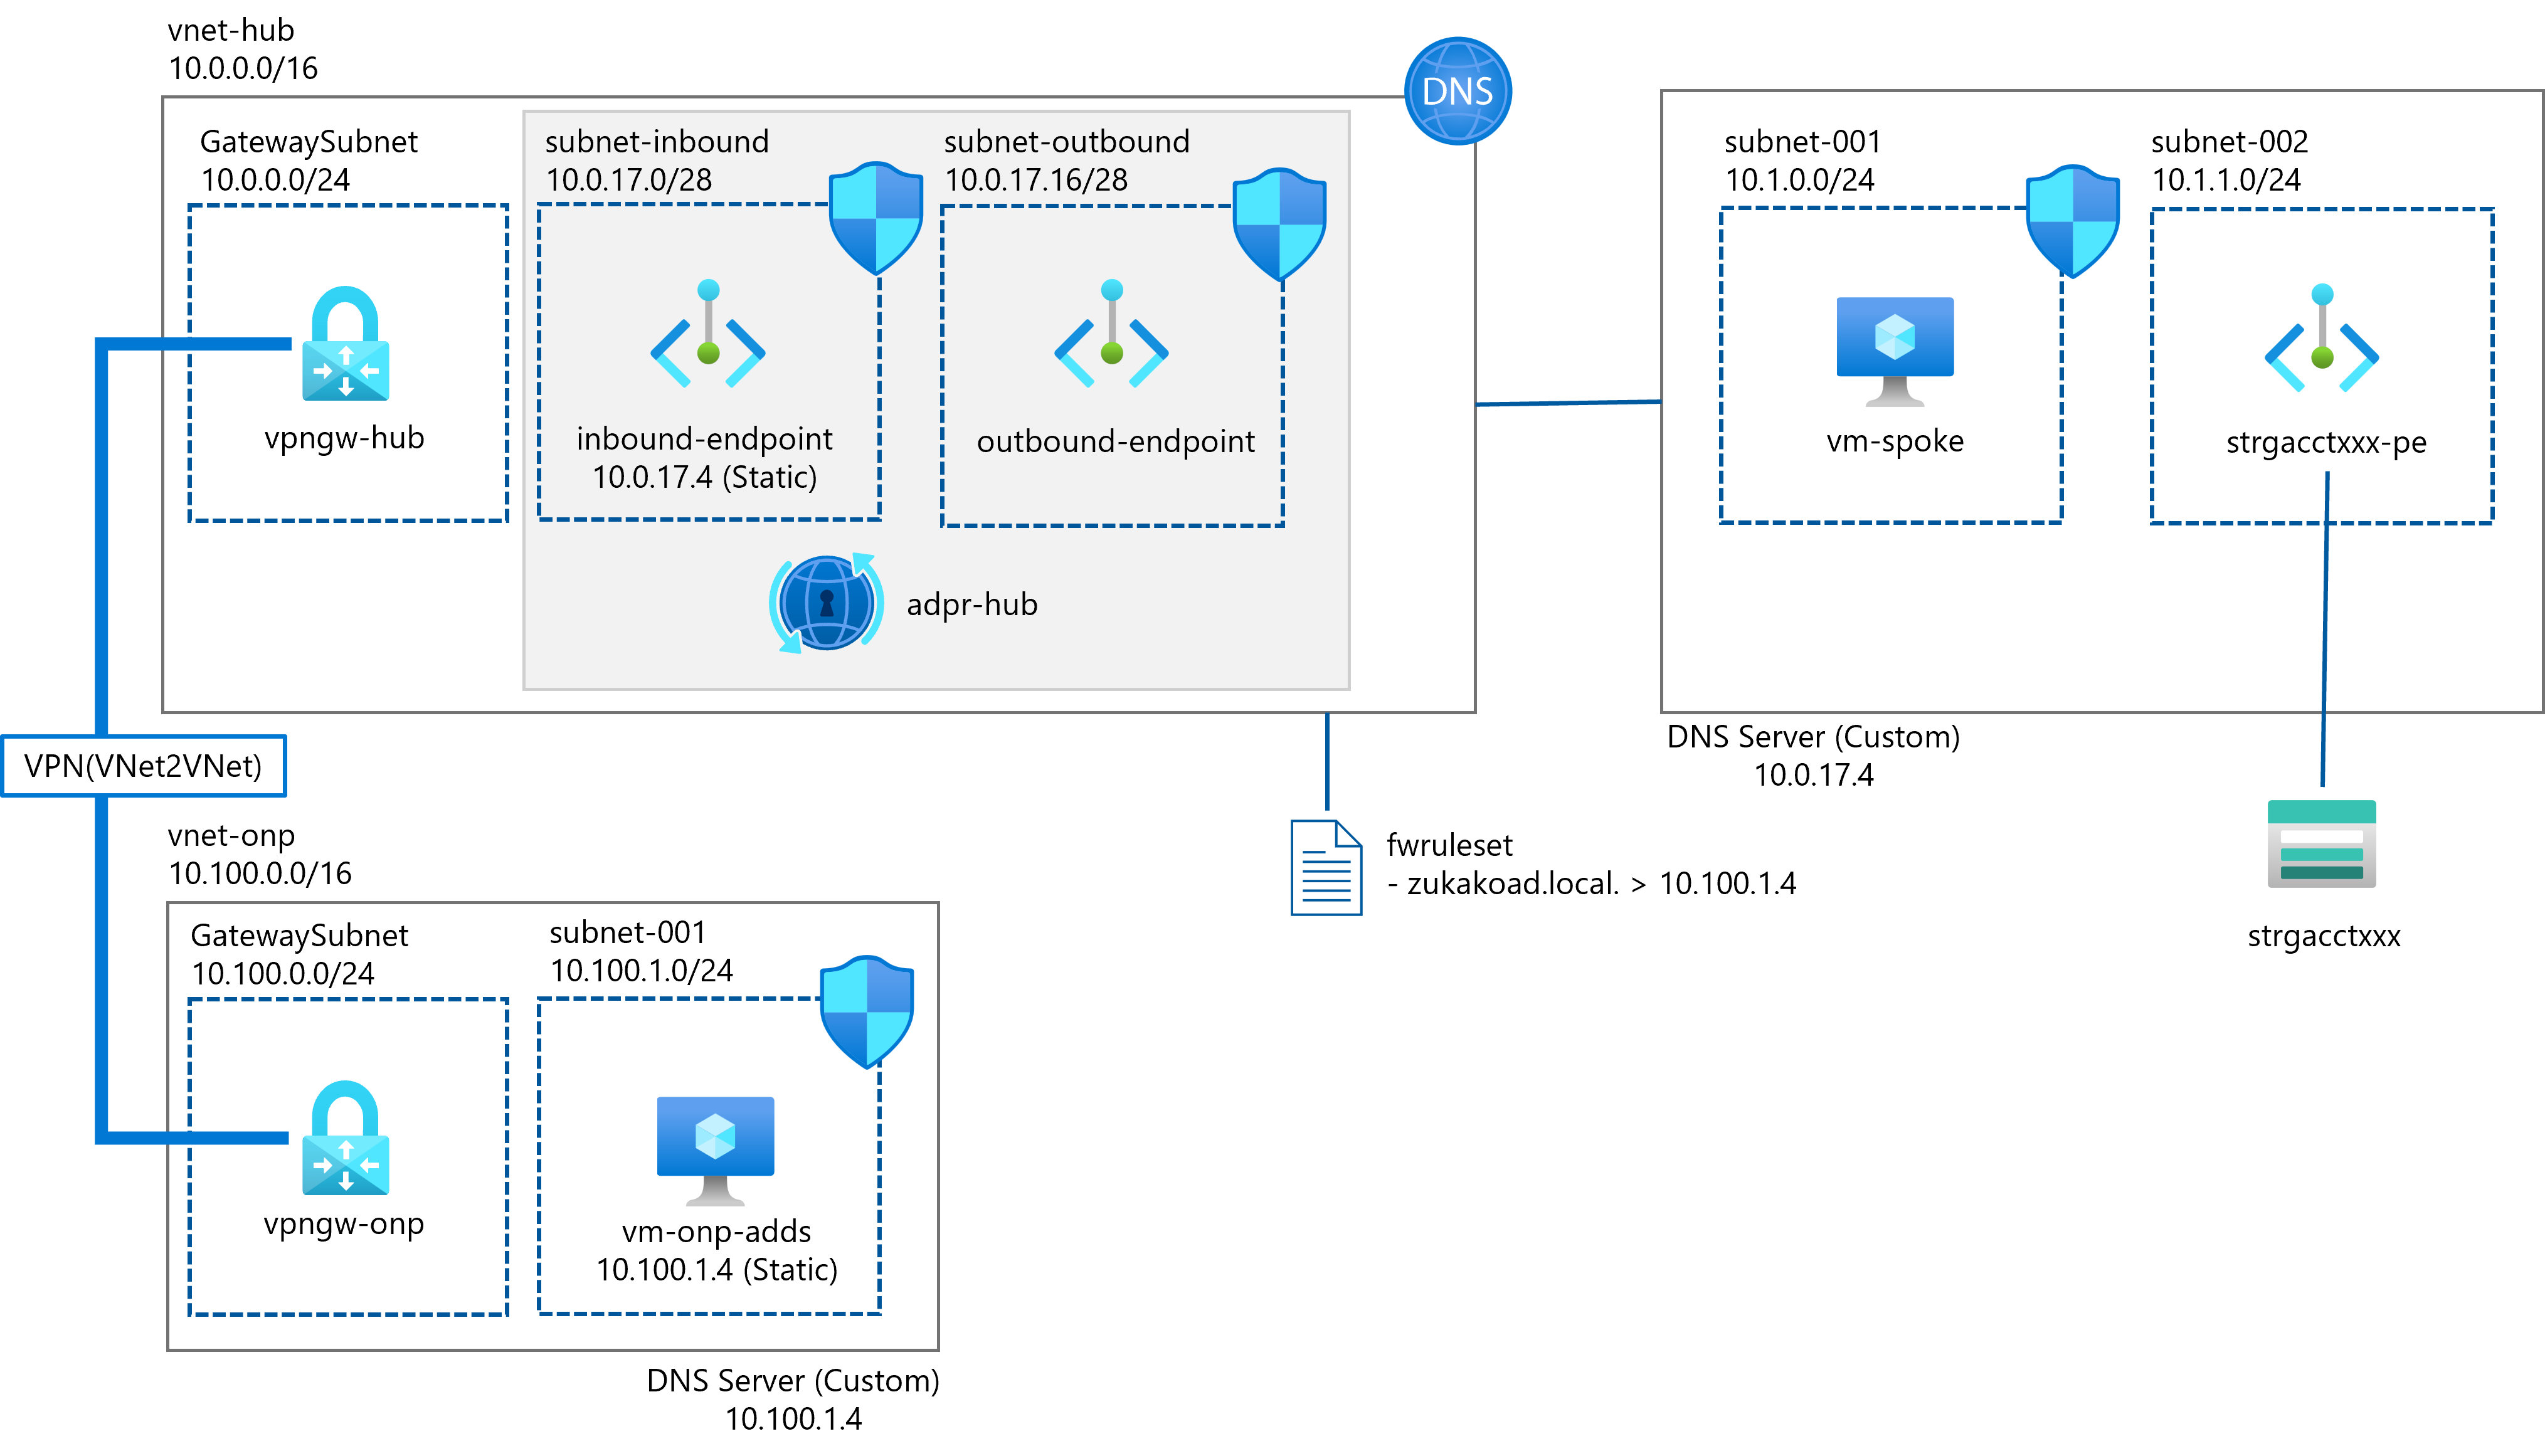 vnet-hub
10.0.0.0/16
DNS
GatewaySubnet
10.0.0.0/24
subnet-inbound
10.0.17.0/28
subnet-outbound
10.0.17.16/28
vpngw-hub
inbound-endpoint
10.0.17.4 (Static)
outbound-endpoint
adpr-hub
subnet-001
10.1.0.0/24
subnet-002
10.1.1.0/24
vm-spoke
strgacctxxx-pe
DNS Server (Custom)
10.0.17.4
strgacctxxx
VPN(VNet2VNet)
fwruleset
- zukakoad.local. > 10.100.1.4
vnet-onp
10.100.0.0/16
GatewaySubnet
10.100.0.0/24
subnet-001
10.100.1.0/24
vpngw-onp
vm-onp-adds
10.100.1.4 (Static)
DNS Server (Custom)
10.100.1.4